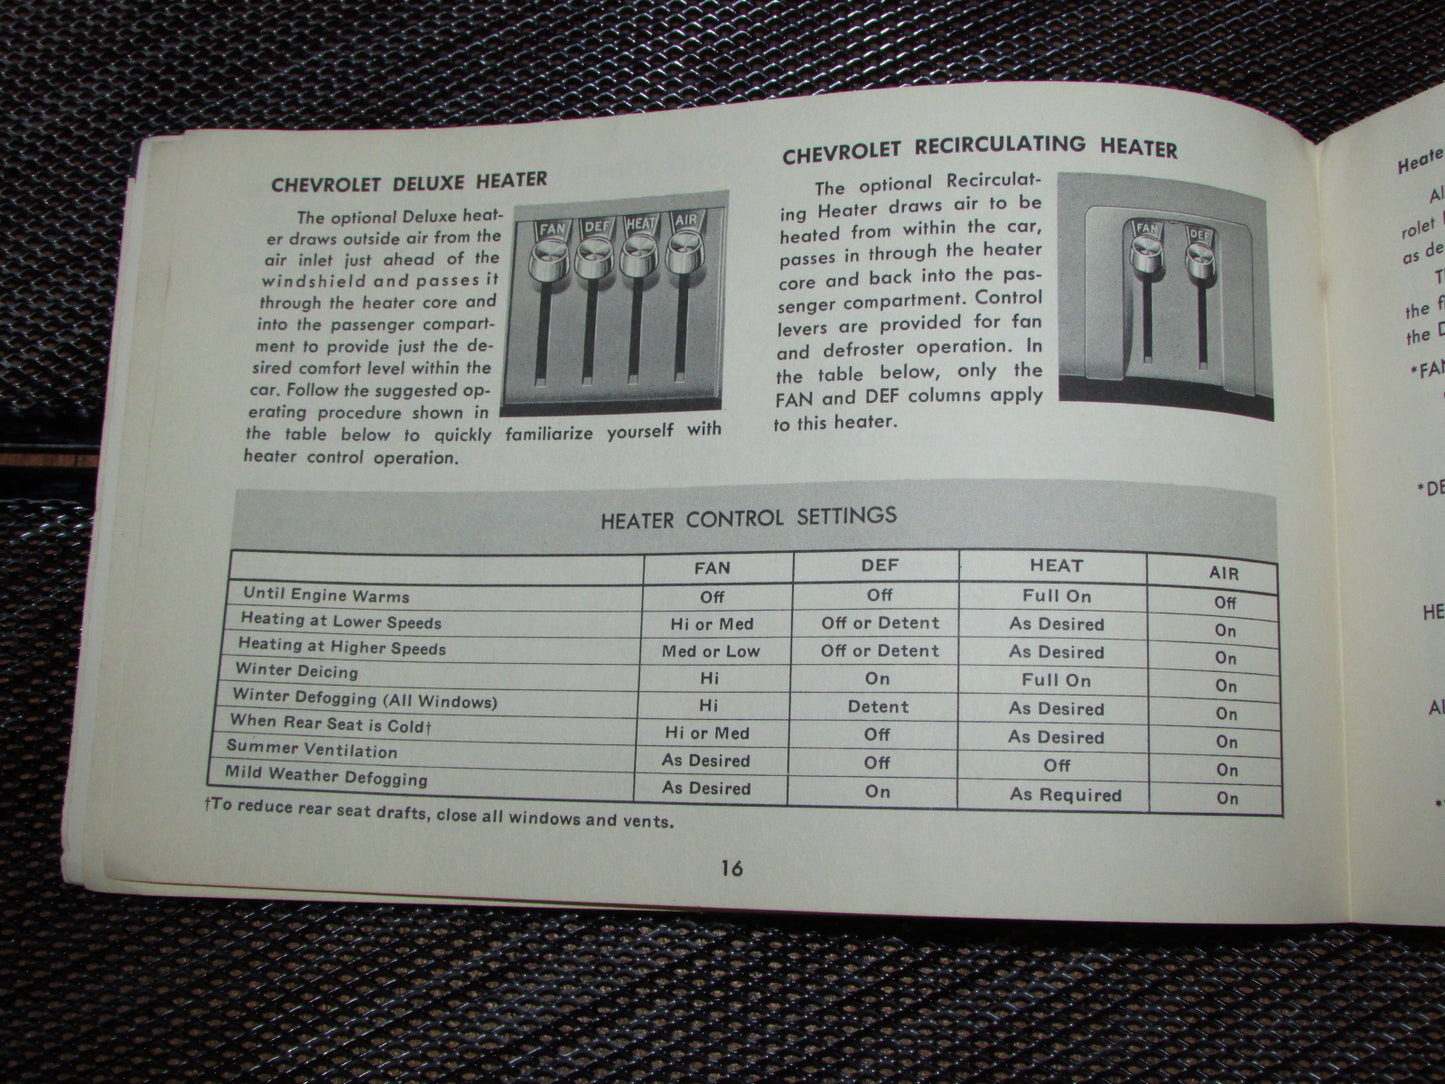 CHEVROLET DELUXE HEATER
The optional Deluxe heat-
er draws outside air from the
air inlet just ahead of the
windshield and passes it
through the heater core and
into the passenger compart-
ment to provide just the de-
sired comfort level within the
car. Follow the suggested op-
erating procedure shown in
the table below to quickly familiarize yourself with
heater control operation.
FAN DEF HEAT AIR
CHEVROLET RECIRCULATING HEATER
The optional Recirculat-
ing Heater draws air to be
heated from within the car,
passes in through the heater
core and back into the pas-
senger compartment. Control
levers are provided for fan
and defroster operation. In
the table below, only the
FAN and DEF columns apply
to this heater.
FAN DEF
HEATER CONTROL SETTINGS
FAN DEF HEAT AIR
Until Engine Warms Off Off Full On Off
Heating at Lower Speeds Hi or Med Off or Detent As Desired On
Heating at Higher Speeds Med or Low Off or Detent As Desired On
Winter Deicing Hi On Full On On
Winter Defogging (All Windows) Hi Detent As Desired On
When Rear Seat is Cold† Hi or Med Off As Desired On
Summer Ventilation As Desired Off Off On
Mild Weather Defogging As Desired On As Required On
†To reduce rear seat drafts, close all windows and vents.
16
rolet
as
the
the